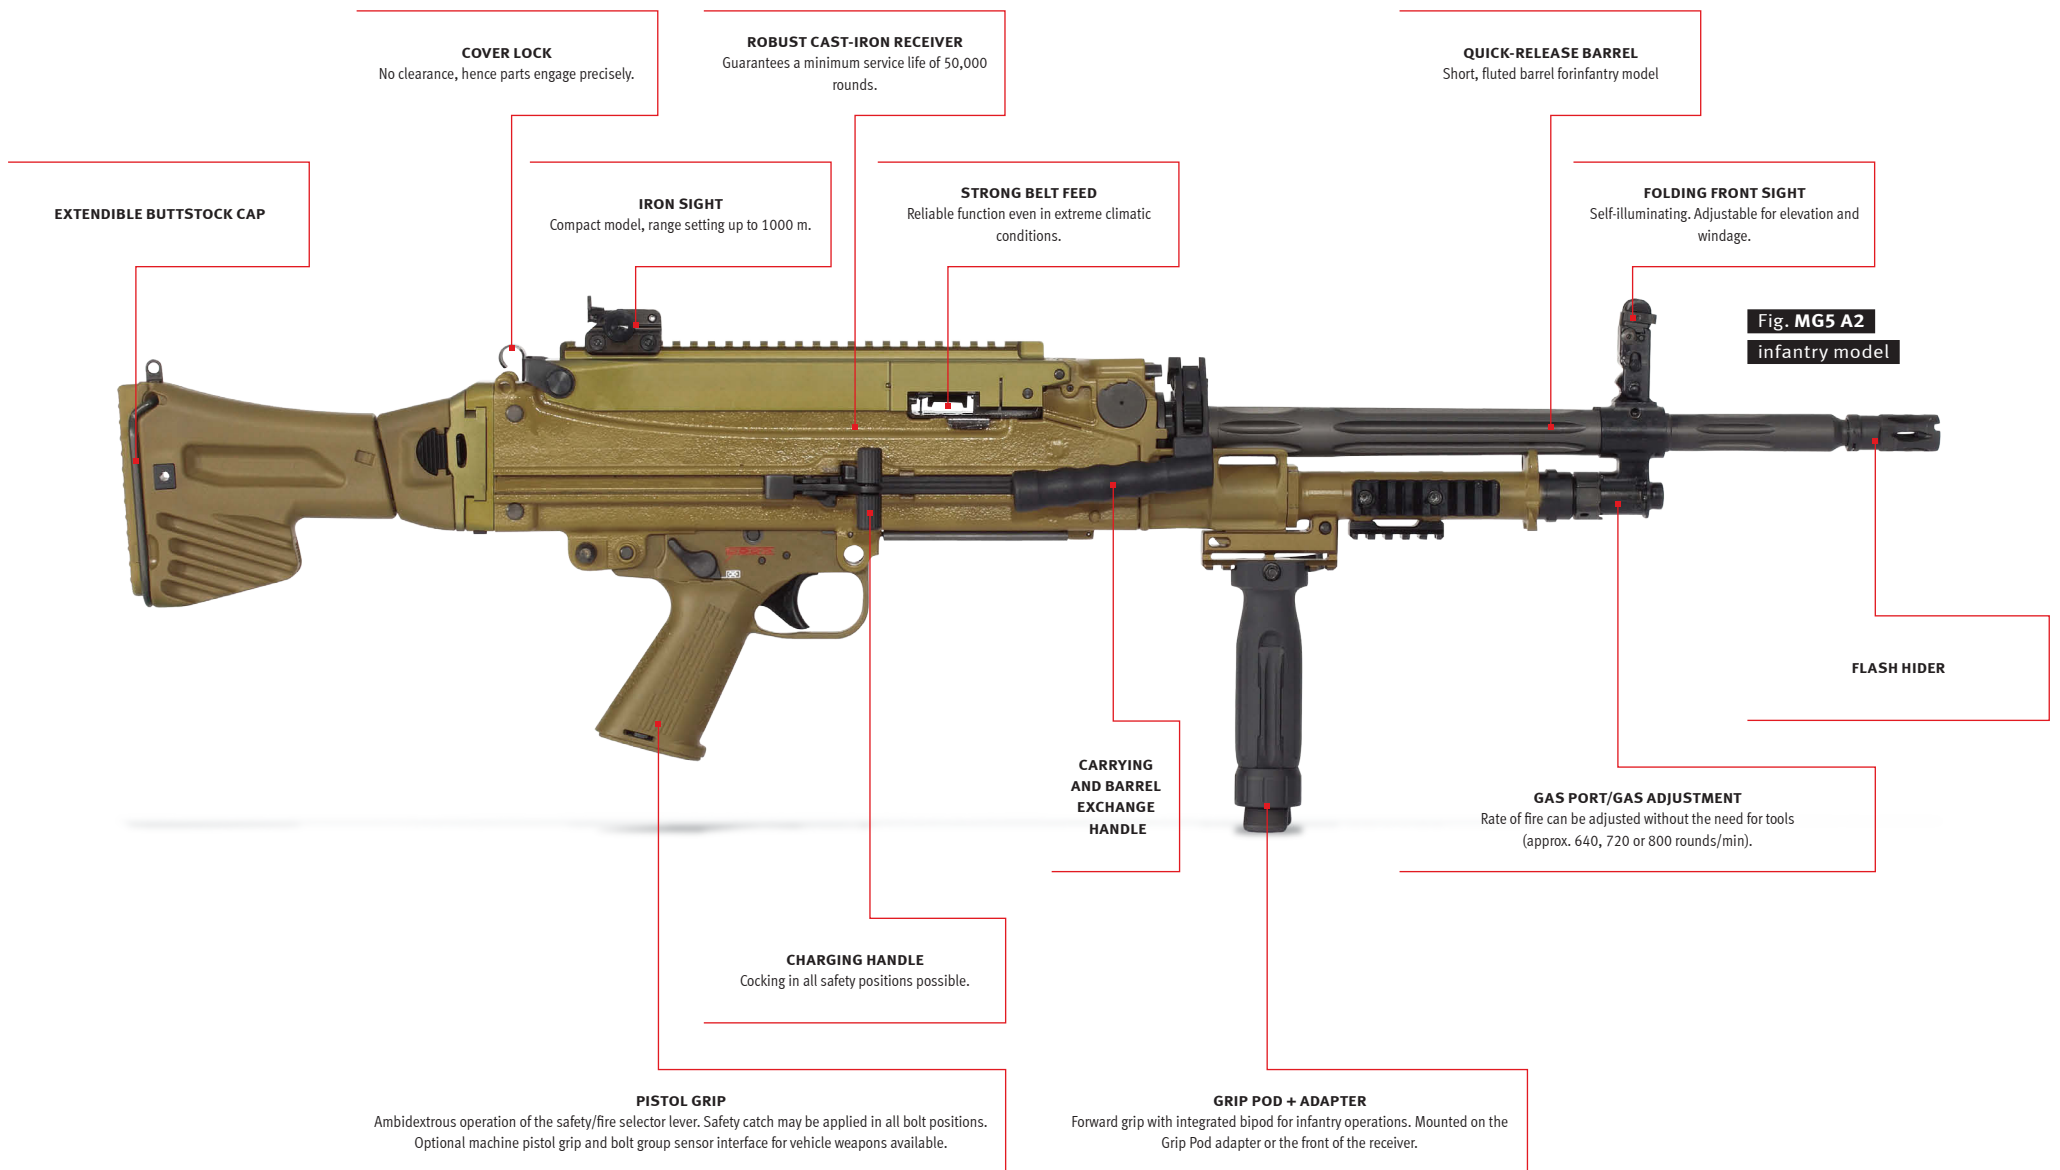 COVER LOCK
No clearance, hence parts engage precisely.
ROBUST CAST-IRON RECEIVER
Guarantees a minimum service life of 50,000
rounds.
QUICK-RELEASE BARREL
Short, fluted barrel forinfantry model
EXTENDIBLE BUTTSTOCK CAP
IRON SIGHT
Compact model, range setting up to 1000 m.
STRONG BELT FEED
Reliable function even in extreme climatic
conditions.
FOLDING FRONT SIGHT
Self-illuminating. Adjustable for elevation and
windage.
Fig. MG5 A2
infantry model
FLASH HIDER
CARRYING
AND BARREL
EXCHANGE
HANDLE
GAS PORT/GAS ADJUSTMENT
Rate of fire can be adjusted without the need for tools
(approx. 640, 720 or 800 rounds/min).
CHARGING HANDLE
Cocking in all safety positions possible.
PISTOL GRIP
Ambidextrous operation of the safety/fire selector lever. Safety catch may be applied in all bolt positions.
Optional machine pistol grip and bolt group sensor interface for vehicle weapons available.
GRIP POD + ADAPTER
Forward grip with integrated bipod for infantry operations. Mounted on the
Grip Pod adapter or the front of the receiver.